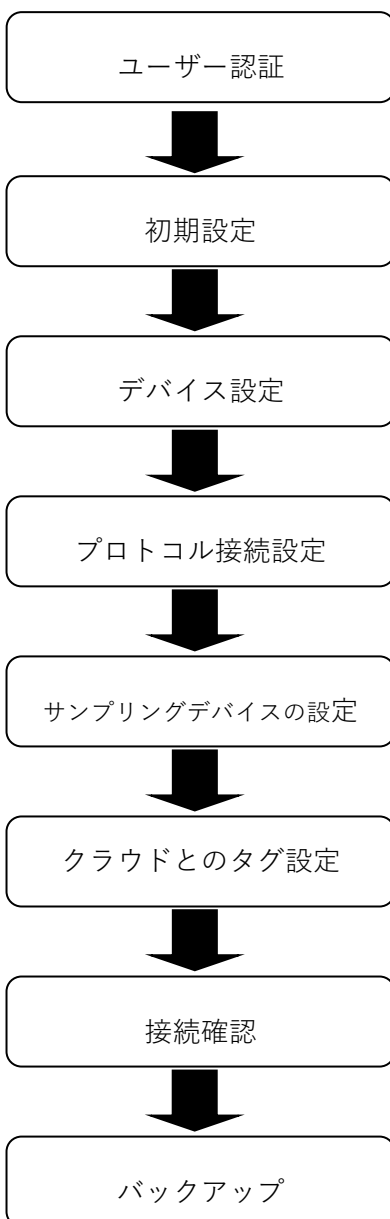 ユーザー認証
初期設定
デバイス設定
プロトコル接続設定
サンプリングデバイスの設定
クラウドとのタグ設定
接続確認
バックアップ